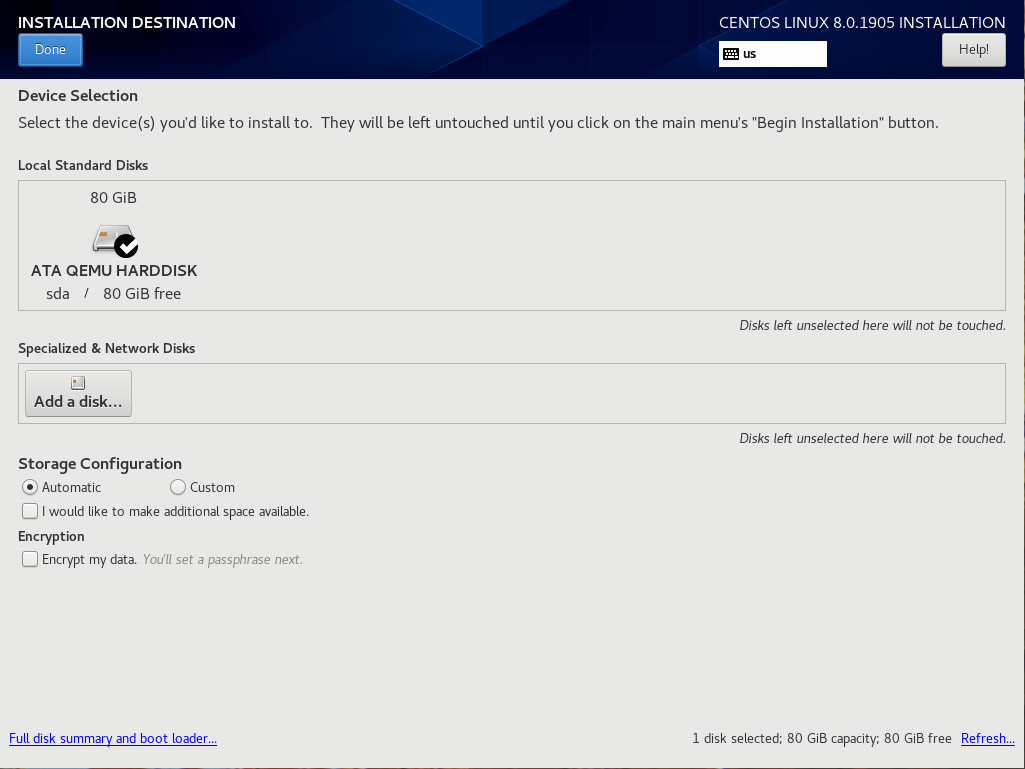 INSTALLATION DESTINATION
CENTOS LINUX 8.0.1905 INSTALLATION
Done
us
Help!
Device Selection
Select the device(s) you'd like to install to.  They will be left untouched until you click on the main menu's "Begin Installation" button.
Local Standard Disks
80 GiB
ATA QEMU HARDDISK
sda / 80 GiB free
Disks left unselected here will not be touched.
Specialized & Network Disks
Add a disk...
Disks left unselected here will not be touched.
Storage Configuration
Automatic Custom
I would like to make additional space available.
Encryption
Encrypt my data. You'll set a passphrase next.
Full disk summary and boot loader... 1 disk selected; 80 GiB capacity; 80 GiB free Refresh...